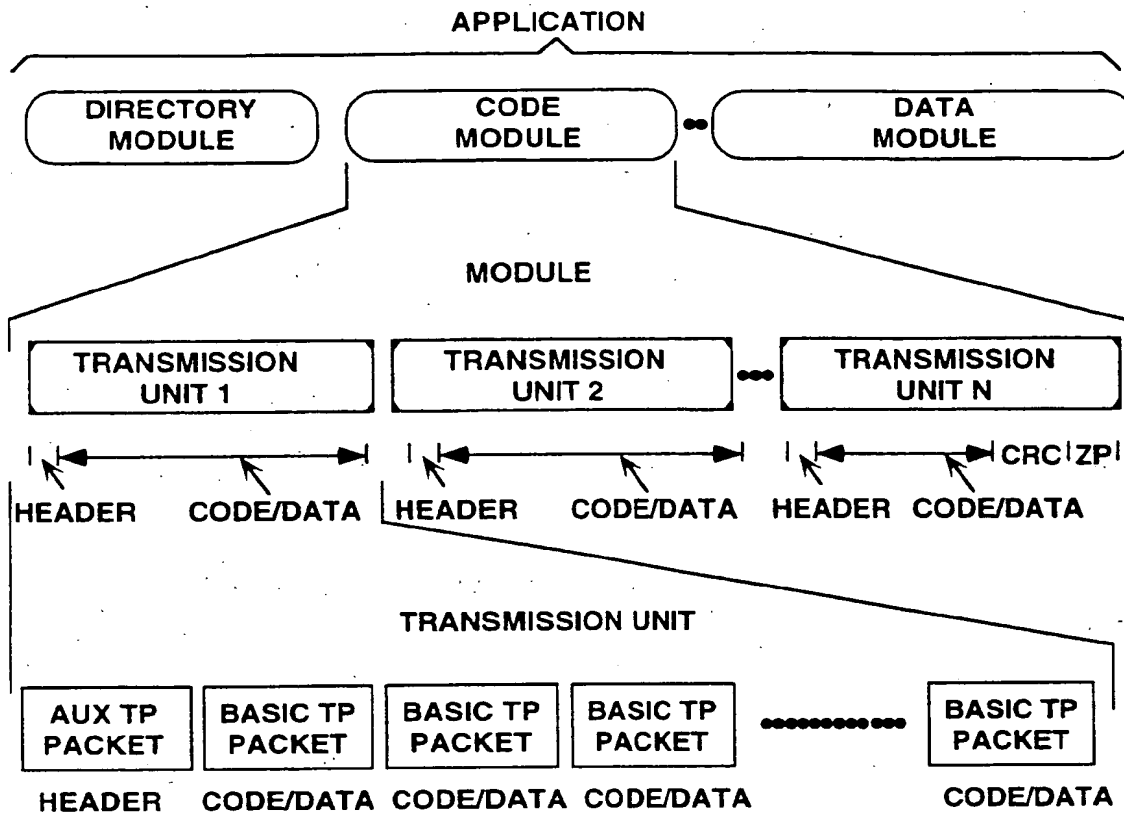 APPLICATION
DIRECTORY
MODULE
CODE
MODULE
DATA
MODULE
MODULE
TRANSMISSION
UNIT 1
TRANSMISSION
UNIT 2
TRANSMISSION
UNIT N
CRC ZP
HEADER
CODE/DATA
HEADER
CODE/DATA
HEADER
CODE/DATA
TRANSMISSION UNIT
AUX TP
PACKET
BASIC TP
PACKET
BASIC TP
PACKET
BASIC TP
PACKET
BASIC TP
PACKET
HEADER
CODE/DATA
CODE/DATA
CODE/DATA
CODE/DATA